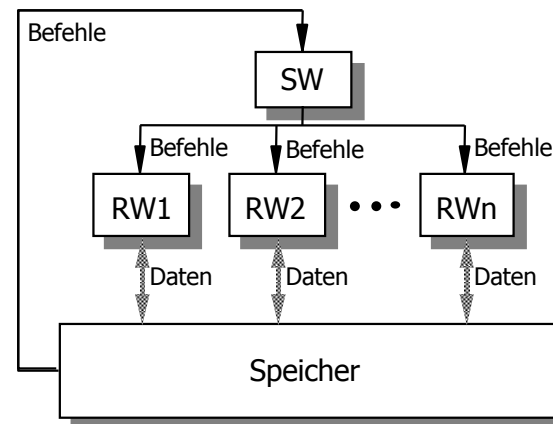 Befehle
SW
Befehle
Befehle
Befehle
RW1
RW2
• • •
RWn
Daten
Daten
Daten
Speicher